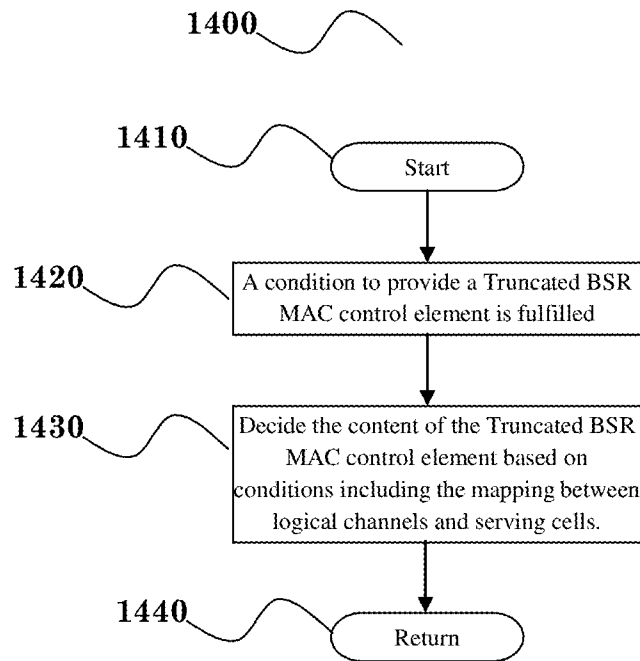 1400
1410
Start
1420
A condition to provide a Truncated BSR
MAC control element is fulfilled
1430
Decide the content of the Truncated BSR
MAC control element based on
conditions including the mapping between
logical channels and serving cells.
1440
Return